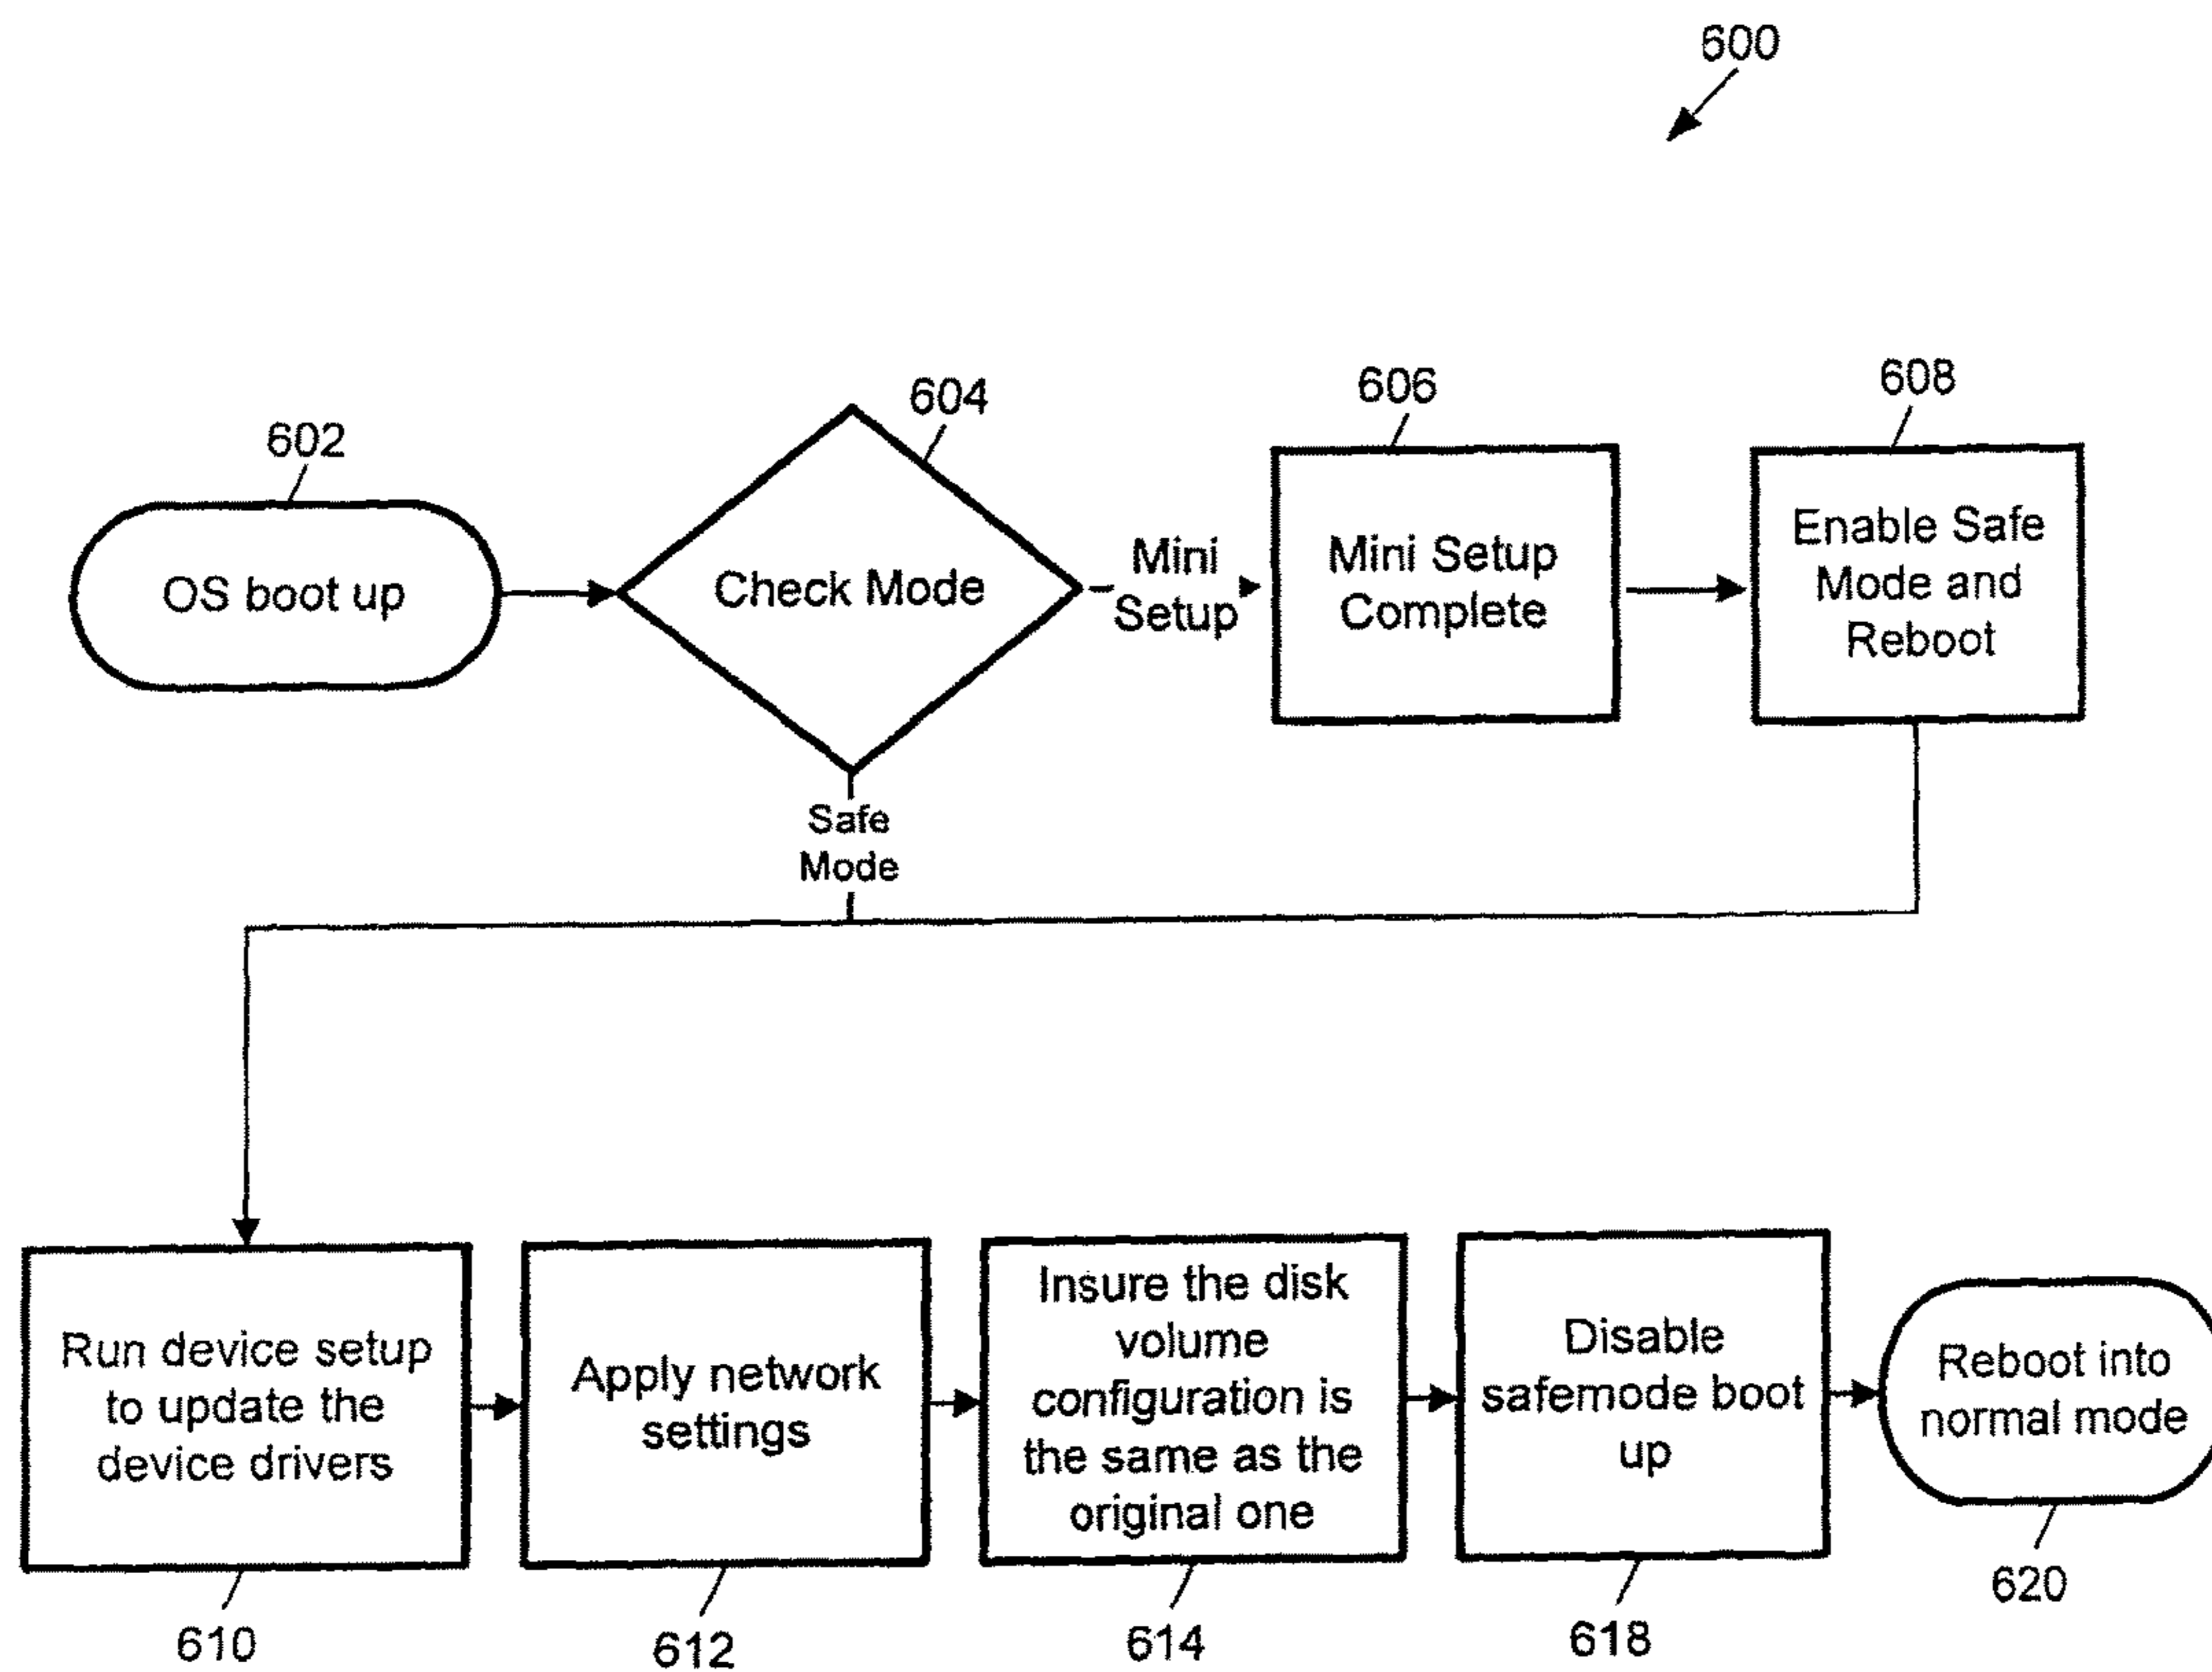 600
602
OS boot up
604
Check Mode
Mini
Setup
606
Mini Setup
Complete
608
Enable Safe
Mode and
Reboot
Safe
Mode
Run device setup
to update the
device drivers
610
Apply network
settings
612
Insure the disk
volume
configuration is
the same as the
original one
614
Disable
safemode boot
up
618
Reboot into
normal mode
620